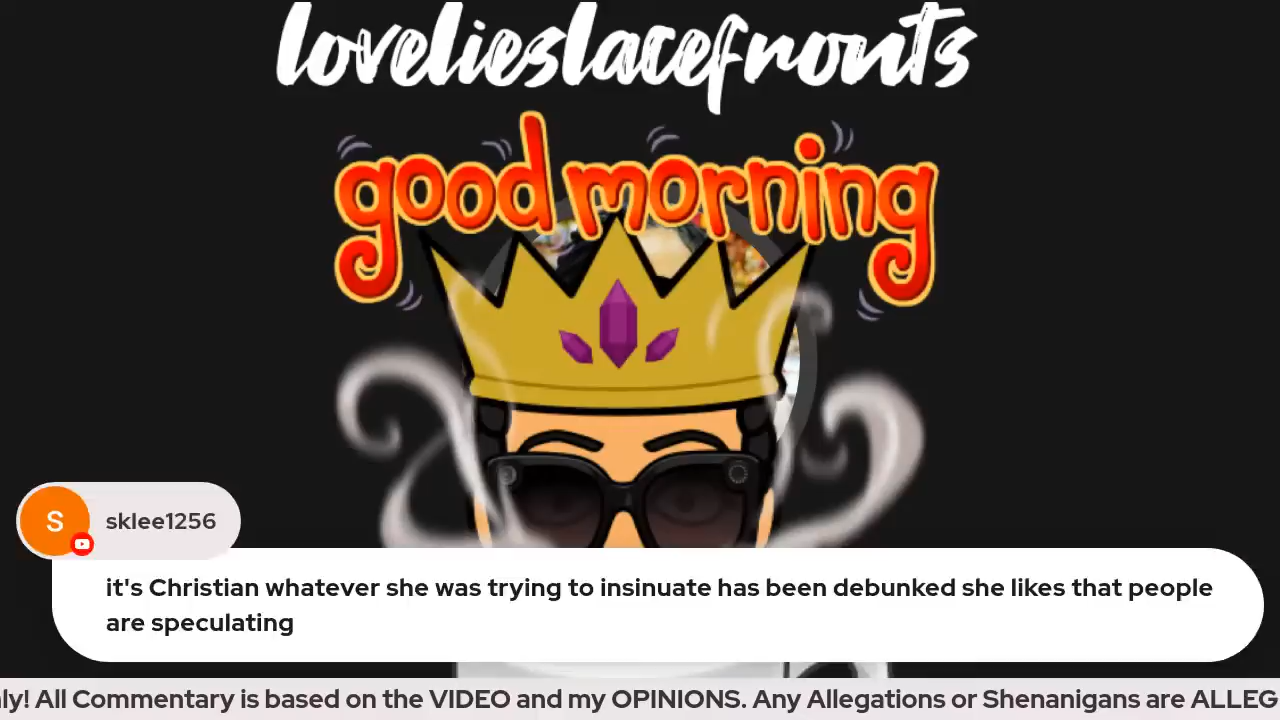 lovelieslacefronts
good morning
S
sklee1256
it's Christian whatever she was trying to insinuate has been debunked she likes that people
are speculating
All Commentary is based on the VIDEO and my OPINIONS. Any Allegations or Shenanigans are